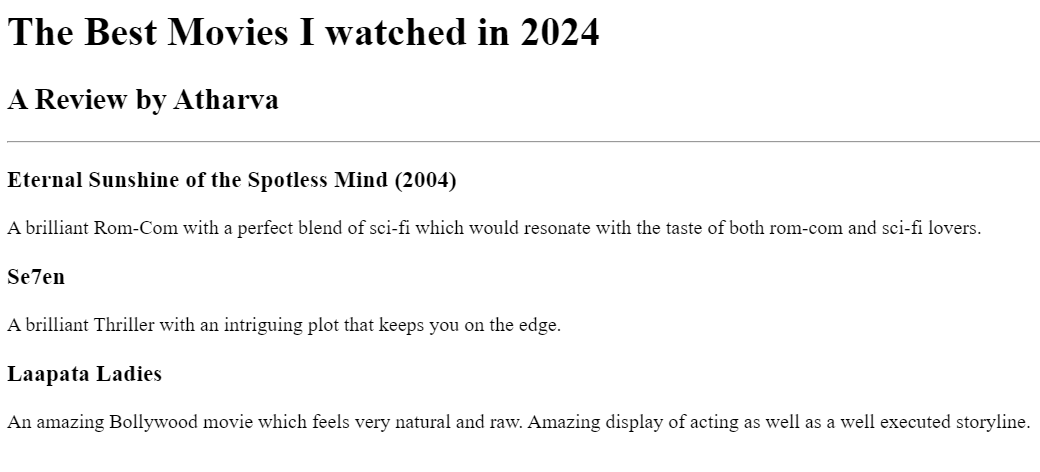 The Best Movies I watched in 2024
A Review by Atharva
Eternal Sunshine of the Spotless Mind (2004)
A brilliant Rom-Com with a perfect blend of sci-fi which would resonate with the taste of both rom-com and sci-fi lovers.
Se7en
A brilliant Thriller with an intriguing plot that keeps you on the edge.
Laapata Ladies
An amazing Bollywood movie which feels very natural and raw. Amazing display of acting as well as a well executed storyline.